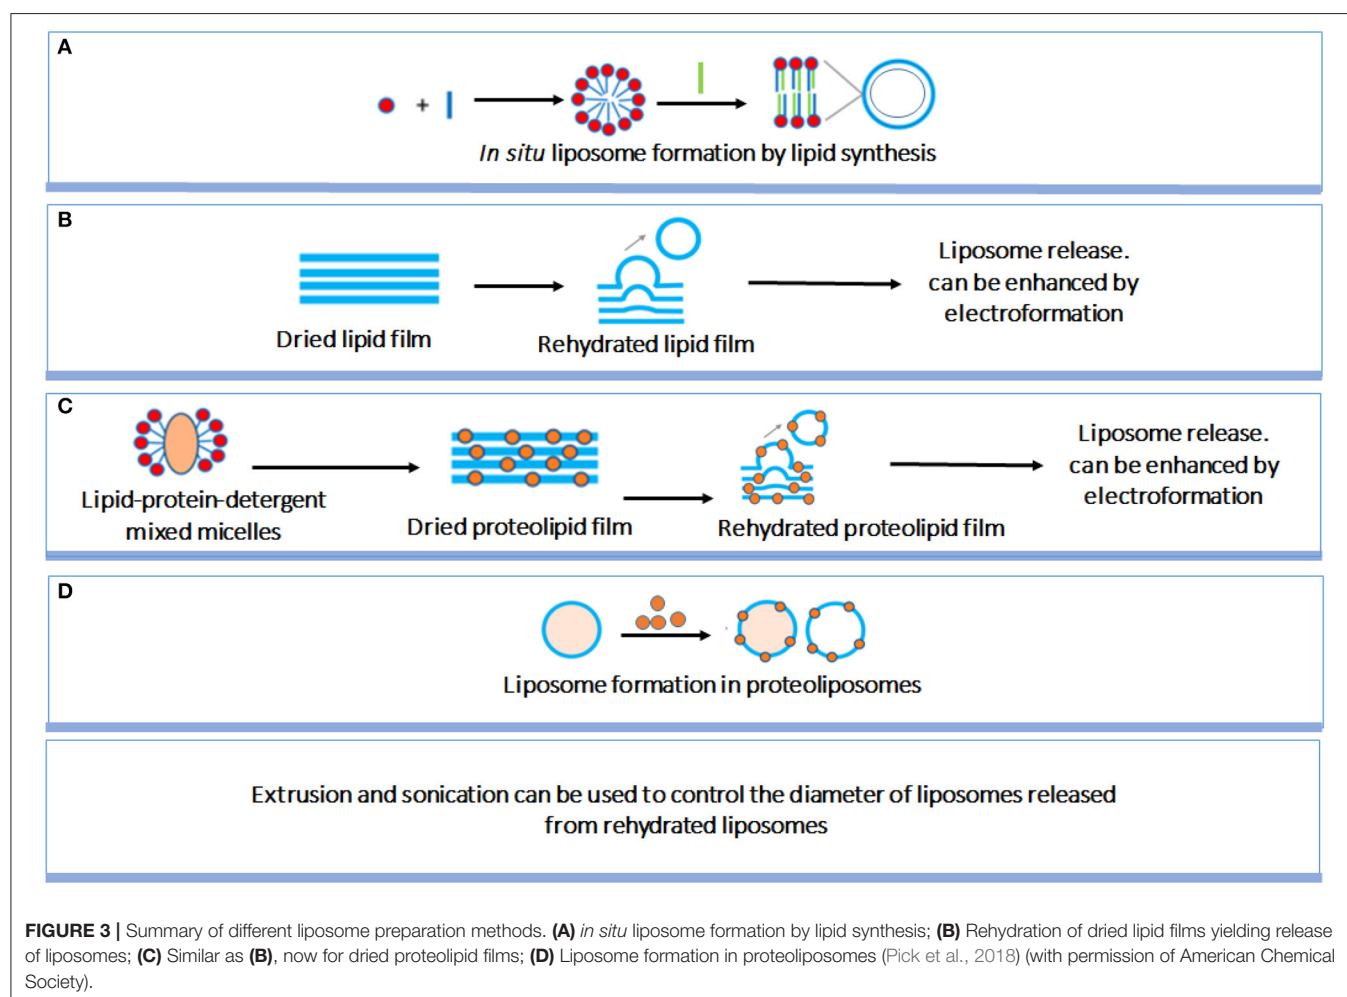 A
+
In situ liposome formation by lipid synthesis
B
Liposome release.
can be enhanced by
electroformation
Dried lipid film
Rehydrated lipid film
C
Lipid-protein-detergent
mixed micelles
Dried proteolipid film
Rehydrated proteolipid film
Liposome release.
can be enhanced by
electroformation
D
Liposome formation in proteoliposomes
Extrusion and sonication can be used to control the diameter of liposomes released
from rehydrated liposomes
FIGURE 3 | Summary of different liposome preparation methods. (A) in situ liposome formation by lipid synthesis; (B) Rehydration of dried lipid films yielding release
of liposomes; (C) Similar as (B), now for dried proteolipid films; (D) Liposome formation in proteoliposomes (Pick et al., 2018) (with permission of American Chemical
Society).